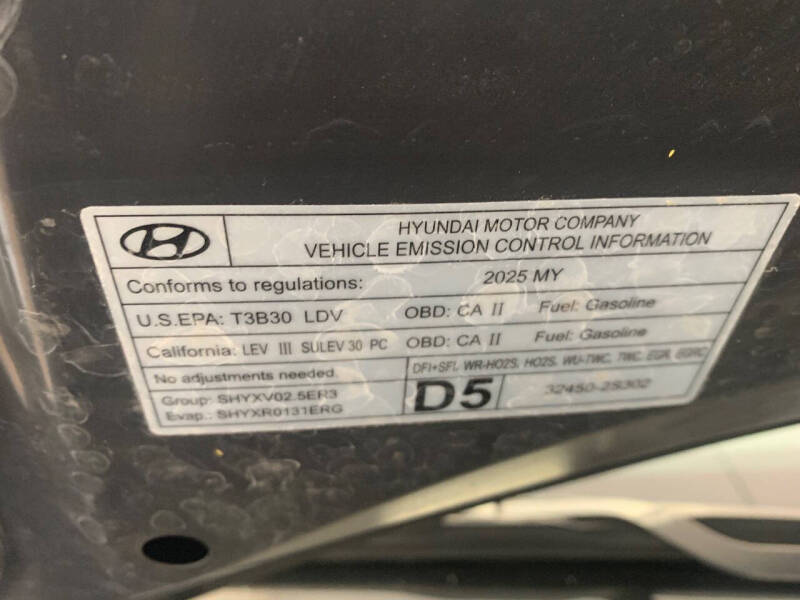 HYUNDAI MOTOR COMPANY
VEHICLE EMISSION CONTROL INFORMATION
Conforms to regulations: 2025 MY
U.S.EPA: T3B30 LDV OBD: CA II Fuel: Gasoline
California: LEV III SULEV 30 PC OBD: CA II Fuel: Gasoline
No adjustments needed
DFI+SFI, WR-HO2S, HO2S, WU-TWC, TWC, EGR,
Group: SHYXV02.5ER3
Evap.: SHYXR0131ERG
D5
32450-2S302